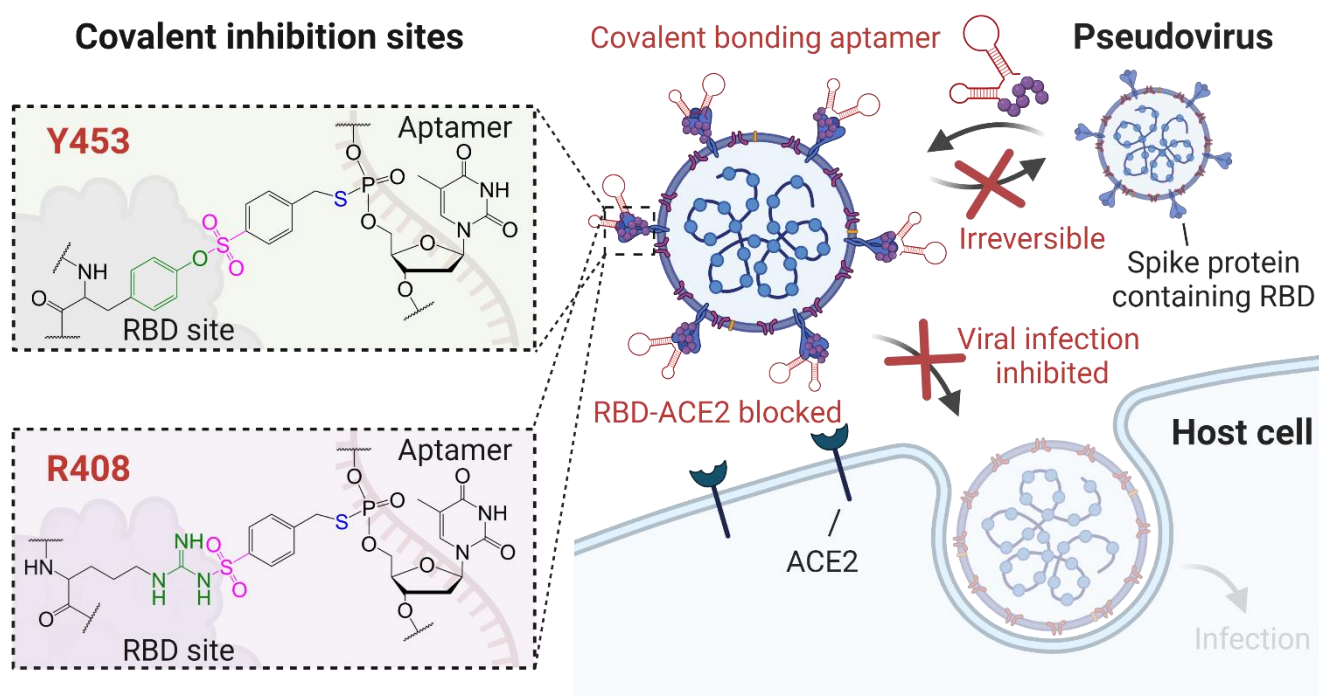 Covalent inhibition sites
Y453
Aptamer
O
O
P
O
S
O
O
NH
N
O
O
O
S
O
O
NH
O
O
RBD site
R408
Aptamer
O
O
P
O
S
O
O
NH
N
O
O
O
NH
O
S
O
N
H
N
H
HN
O
RBD site
Covalent bonding aptamer
Pseudovirus
Irreversible
Spike protein
containing RBD
Viral infection
inhibited
RBD-ACE2 blocked
Host cell
ACE2
Infection